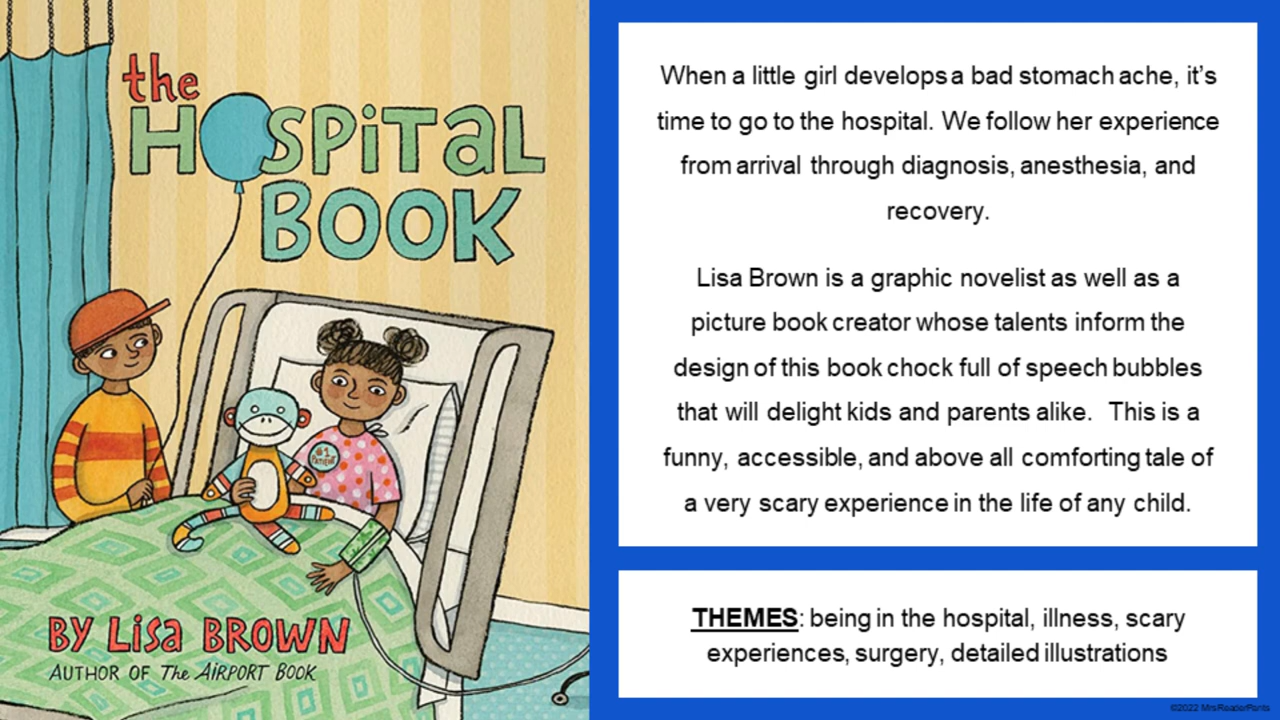 the
HOSPITAL
BOOK
#1
PATIENT
BY LISA BROWN
AUTHOR OF The AIRPORT BOOK
When a little girl develops a bad stomach ache, it's
time to go to the hospital. We follow her experience
from arrival through diagnosis, anesthesia, and
recovery.
Lisa Brown is a graphic novelist as well as a
picture book creator whose talents inform the
design of this book chock full of speech bubbles
that will delight kids and parents alike. This is a
funny, accessible, and above all comforting tale of
a very scary experience in the life of any child.
THEMES: being in the hospital, illness, scary
experiences, surgery, detailed illustrations
©2022 MrsReaderPants